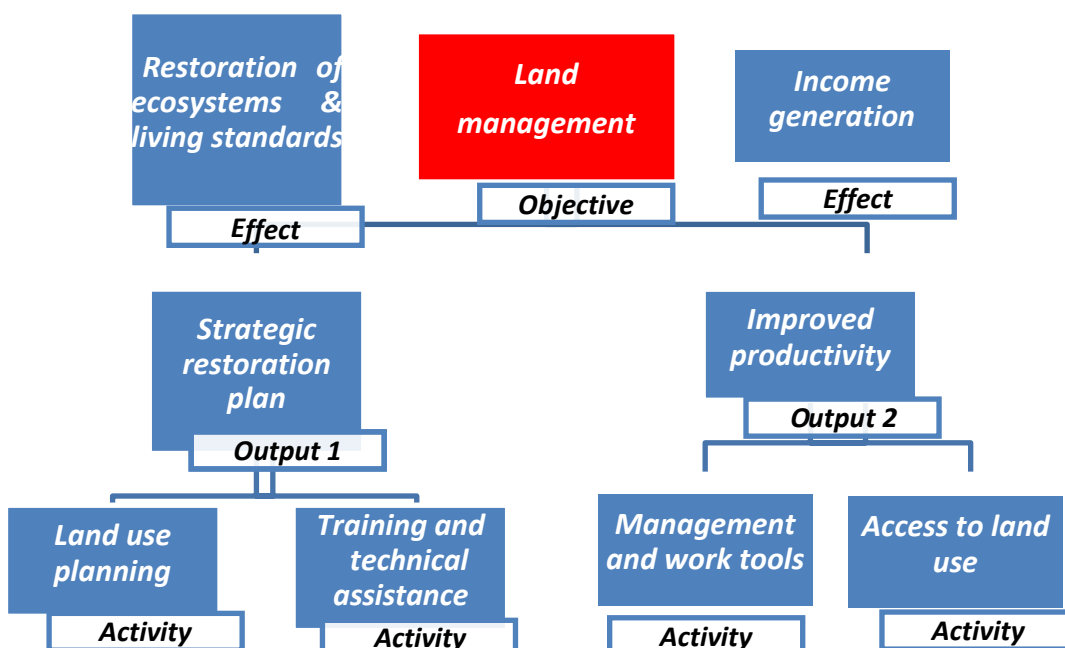 Restoration of
ecosystems &
living standards
Effect
Land
management
Objective
Income
generation
Effect
Strategic
restoration
plan
Output 1
Improved
productivity
Output 2
Land use
planning
Activity
Training and
technical
assistance
Activity
Management
and work tools
Activity
Access to land
use
Activity